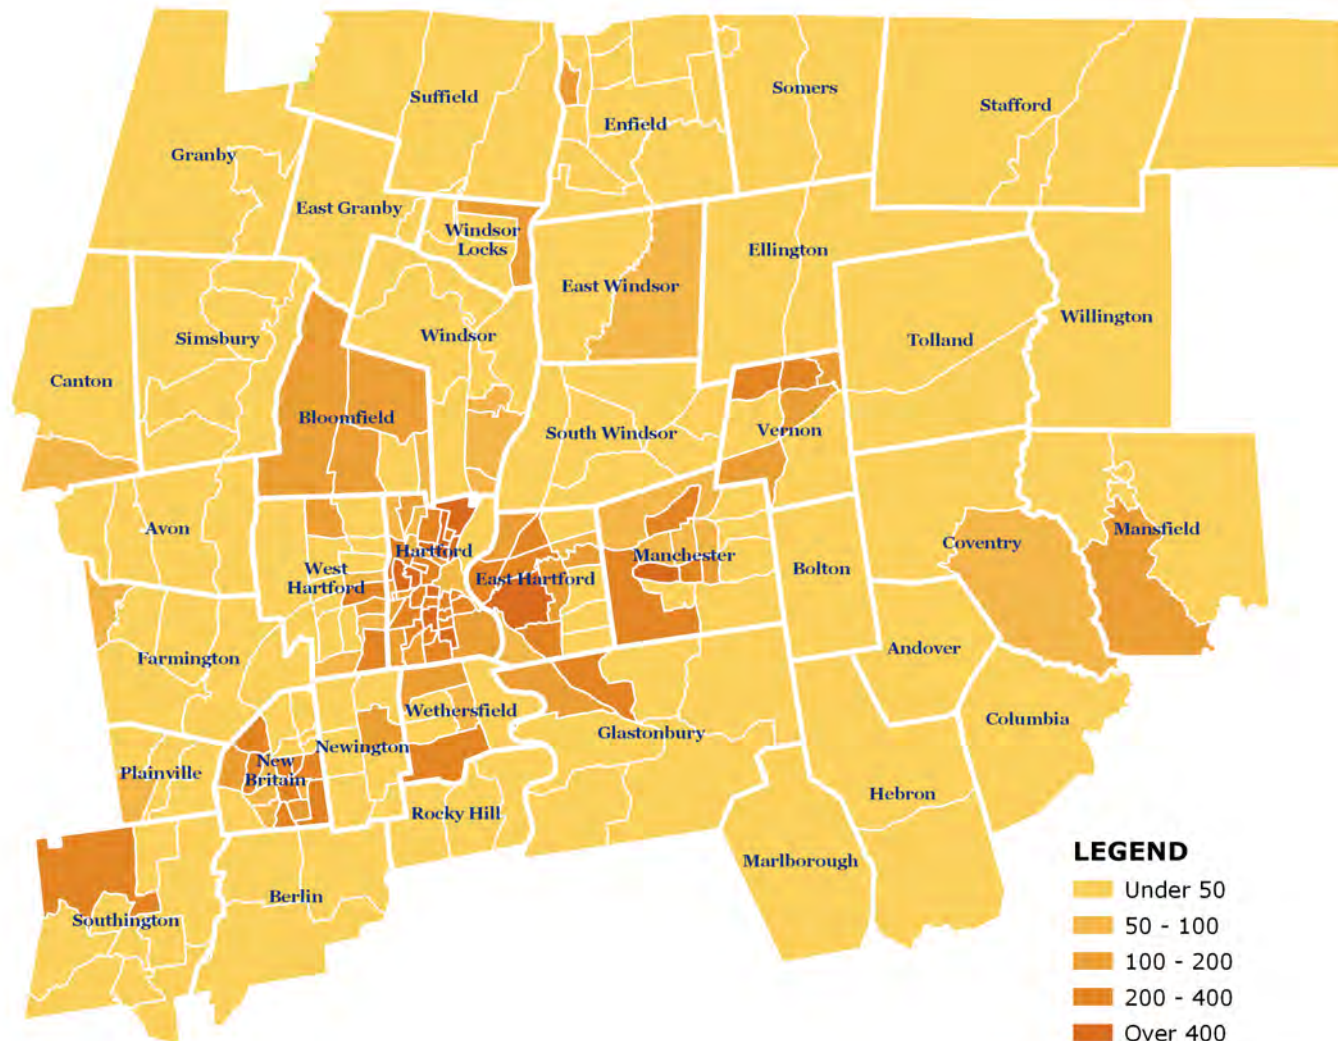 Suffield
Somers
Stafford
Enfield
Granby
East Granby
Windsor
Locks
Ellington
East Windsor
Willington
Windsor
Simsbury
Tolland
Canton
Bloomfield
South Windsor
Vernon
Avon
Mansfield
Hartford
Manchester
Coventry
West
Hartford
East Hartford
Bolton
Andover
Farmington
Wethersfield
Columbia
Glastonbury
Newington
New
Britain
Plainville
Hebron
Rocky Hill
Marlborough
Berlin
Southington
LEGEND
Under 50
50 - 100
100 - 200
200 - 400
Over 400